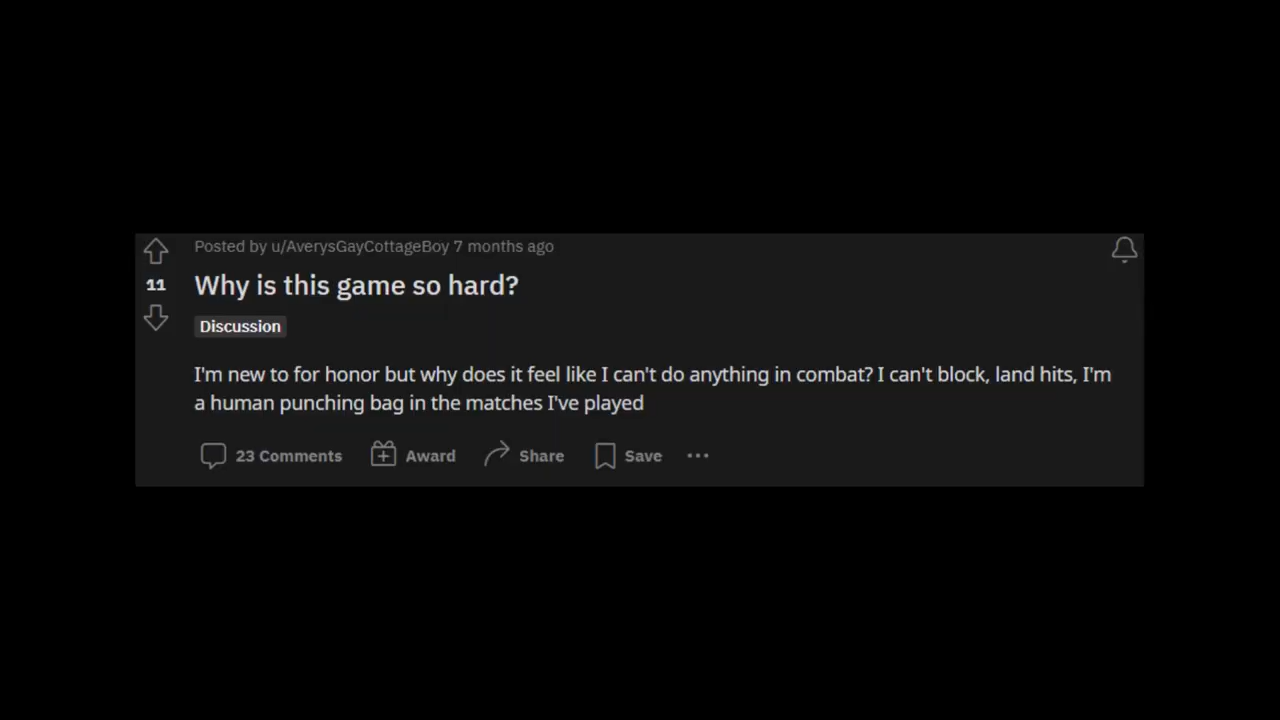 Posted by u/AverysGayCottageBoy 7 months ago
11
Why is this game so hard?
Discussion
I'm new to for honor but why does it feel like I can't do anything in combat? I can't block, land hits, I'm
a human punching bag in the matches I've played
23 Comments Award Share Save